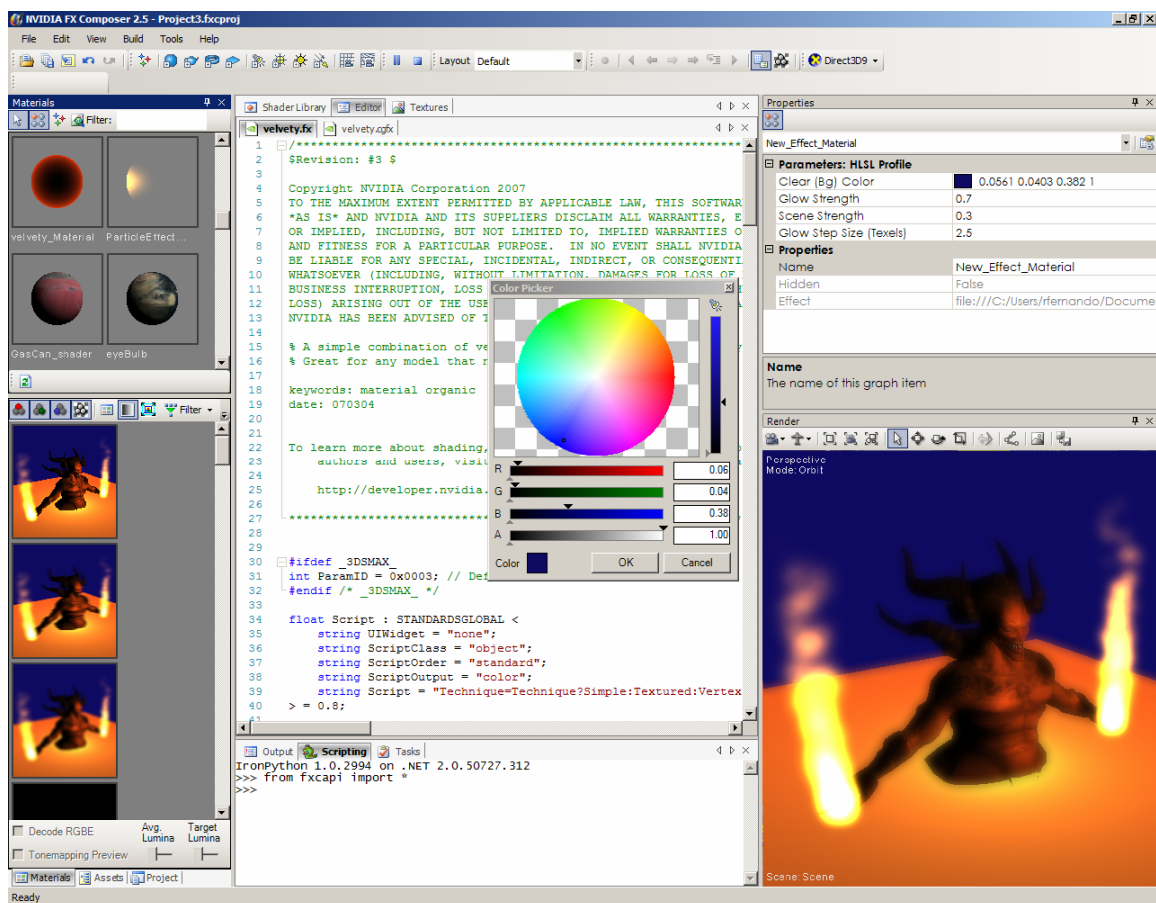 NVIDIA FX Composer 2.5 - Project3.fxcproj
File Edit View Build Tools Help
Layout Default Direct3D9
Materials
Filter:
velvety_Material ParticleEffect...
GasCan_shader eyeBulb
Filter
Decode RGBE Avg. Lumina Target Lumina
Tonemapping Preview
Materials Assets Project
Ready
Shader Library Editor Textures
velvety.fx velvety.cgfx
1 /*********************************************************************
2 $Revision: #3 $
3
4 Copyright NVIDIA Corporation 2007
5 TO THE MAXIMUM EXTENT PERMITTED BY APPLICABLE LAW, THIS SOFTWAR
6 *AS IS* AND NVIDIA AND ITS SUPPLIERS DISCLAIM ALL WARRANTIES, E
7 OR IMPLIED, INCLUDING, BUT NOT LIMITED TO, IMPLIED WARRANTIES O
8 AND FITNESS FOR A PARTICULAR PURPOSE. IN NO EVENT SHALL NVIDIA
9 BE LIABLE FOR ANY SPECIAL, INCIDENTAL, INDIRECT, OR CONSEQUENTI
10 WHATSOEVER (INCLUDING, WITHOUT LIMITATION, DAMAGES FOR LOSS OF
11 BUSINESS INTERRUPTION, LOSS
12 LOSS) ARISING OUT OF THE USE
13 NVIDIA HAS BEEN ADVISED OF T
14
15 % A simple combination of ve
16 % Great for any model that n
17
18 keywords: material organic
19 date: 070304
20
21
22 To learn more about shading,
23 authors and users, visit
24
25 http://developer.nvidia.
26
27 *********************************************************************
28
29
30 #ifdef _3DSMAX_
31 int ParamID = 0x0003; // Def
32 #endif /* _3DSMAX_ */
33
34 float Script : STANDARDSGLOBAL <
35 string UIWidget = "none";
36 string ScriptClass = "object";
37 string ScriptOrder = "standard";
38 string ScriptOutput = "color";
39 string Script = "Technique=Technique?Simple:Textured:Vertex
40 > = 0.8;
41
Color Picker
R 0.06
G 0.04
B 0.38
A 1.00
Color OK Cancel
Output Scripting Tasks
IronPython 1.0.2994 on .NET 2.0.50727.312
>>> from fxcapi import *
>>>
Properties
New_Effect_Material
Parameters: HLSL Profile
Clear (Bg) Color 0.0561 0.0403 0.382 1
Glow Strength 0.7
Scene Strength 0.3
Glow Step Size (Texels) 2.5
Properties
Name New_Effect_Material
Hidden False
Effect file:///C:/Users/rfernando/Docume
Name
The name of this graph item
Render
Perspective
Mode: Orbit
Scene: Scene